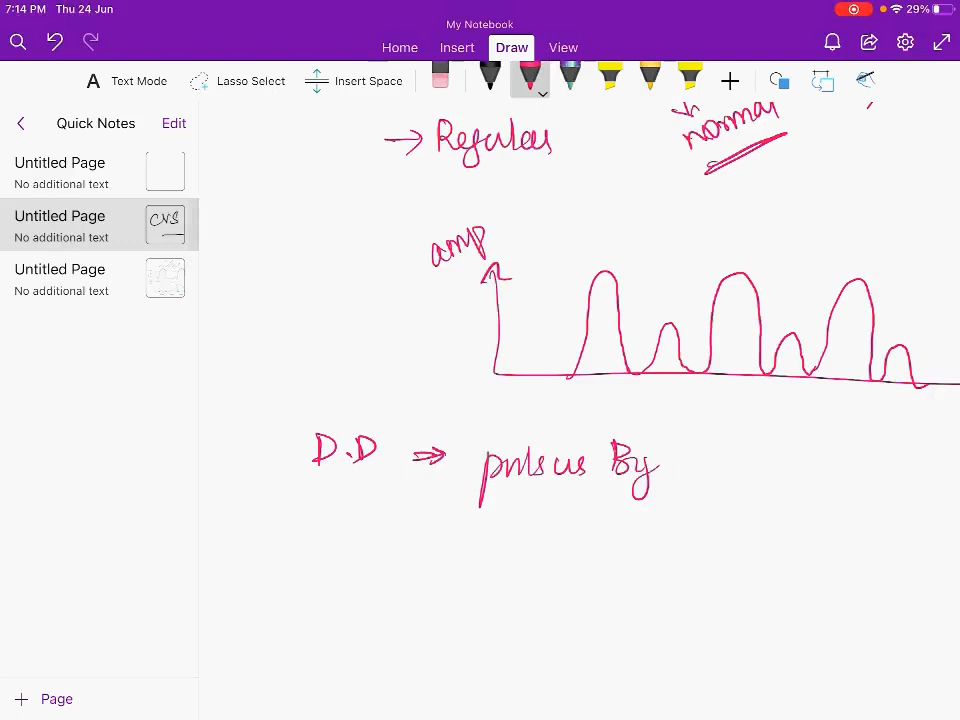 7:14 PM Thu 24 Jun
29%
My Notebook
Home Insert Draw View
Text Mode Lasso Select Insert Space
Quick Notes Edit
Untitled Page
No additional text
Untitled Page
No additional text
CNS
Untitled Page
No additional text
Page
→ Regular
normal
amp
D.D ⇒ pulsus By